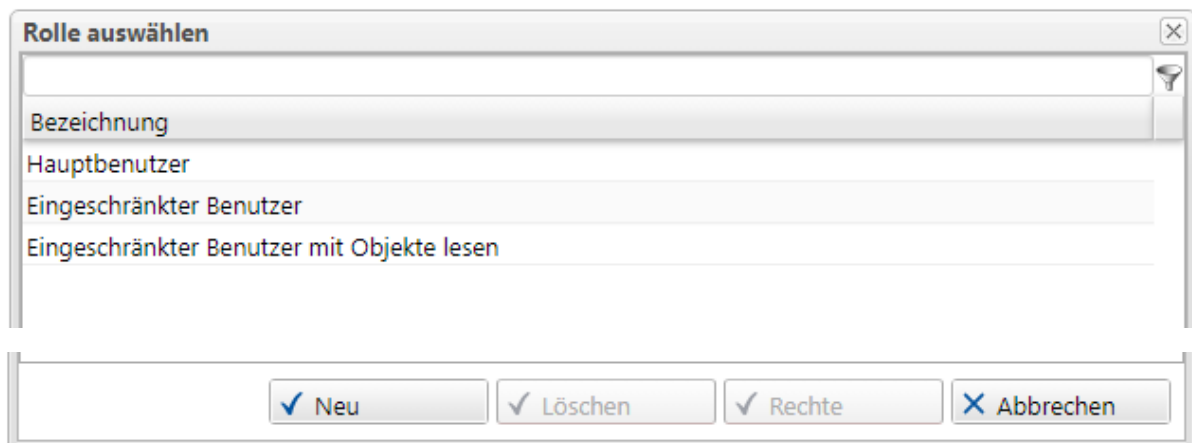 Rolle auswählen
Bezeichnung
Hauptbenutzer
Eingeschränkter Benutzer
Eingeschränkter Benutzer mit Objekte lesen
Neu Löschen Rechte Abbrechen